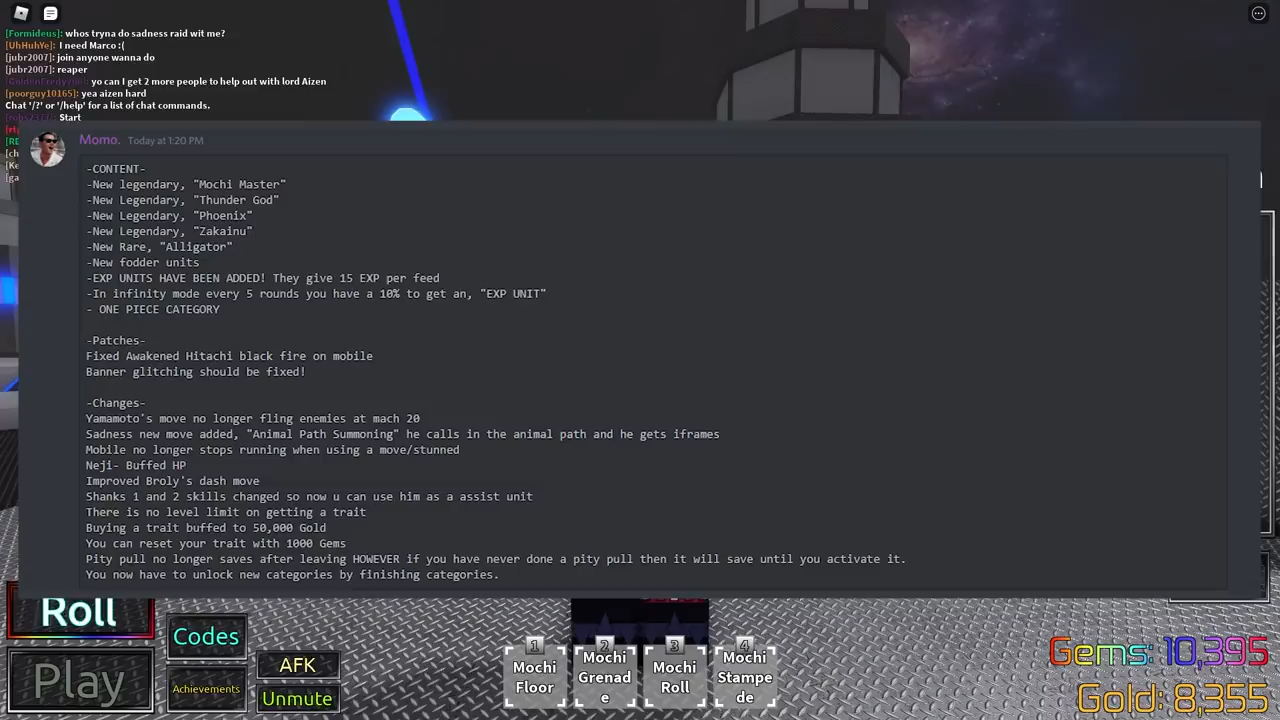 [Formideus]: whos tryna do sadness raid wit me?
[UhHuhYe]: I need Marco :(
[jubr2007]: join anyone wanna do
[jubr2007]: reaper
yo can I get 2 more people to help out with lord Aizen
[poorguy10165]: yea aizen hard
Chat '/?' or '/help' for a list of chat commands.
Start
Momo. Today at 1:20 PM
-CONTENT-
-New legendary, "Mochi Master"
-New Legendary, "Thunder God"
-New Legendary, "Phoenix"
-New Legendary, "Zakainu"
-New Rare, "Alligator"
-New fodder units
-EXP UNITS HAVE BEEN ADDED! They give 15 EXP per feed
-In infinity mode every 5 rounds you have a 10% to get an, "EXP UNIT"
- ONE PIECE CATEGORY
-Patches-
Fixed Awakened Hitachi black fire on mobile
Banner glitching should be fixed!
-Changes-
Yamamoto's move no longer fling enemies at mach 20
Sadness new move added, "Animal Path Summoning" he calls in the animal path and he gets iframes
Mobile no longer stops running when using a move/stunned
Neji- Buffed HP
Improved Broly's dash move
Shanks 1 and 2 skills changed so now u can use him as a assist unit
There is no level limit on getting a trait
Buying a trait buffed to 50,000 Gold
You can reset your trait with 1000 Gems
Pity pull no longer saves after leaving HOWEVER if you have never done a pity pull then it will save until you activate it.
You now have to unlock new categories by finishing categories.
Roll
Codes
Play
Achievements
AFK
Unmute
1
Mochi
Floor
2
Mochi
Grenad
e
3
Mochi
Roll
4
Mochi
Stampe
de
Gems: 10,395
Gold: 8,355